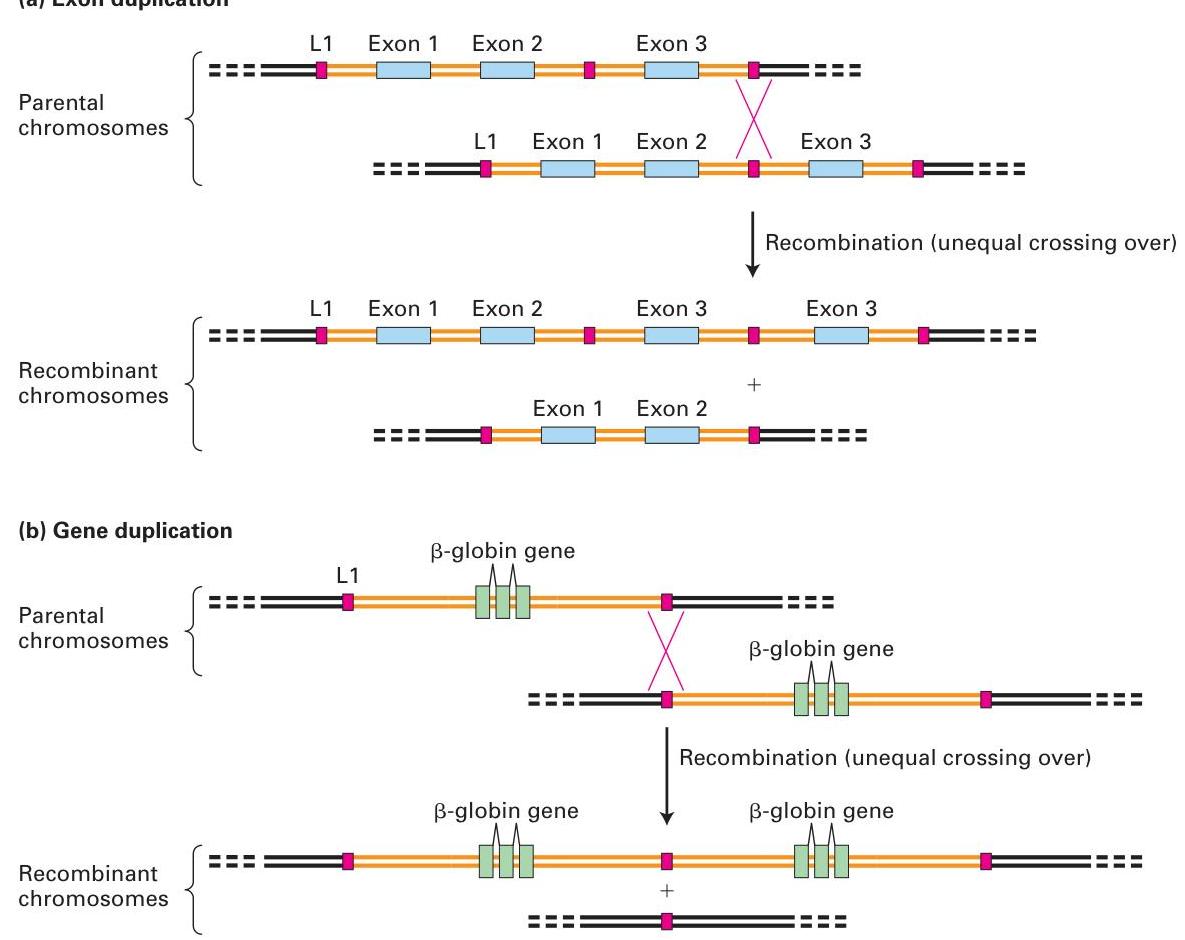 (a) Exon duplication
L1 Exon 1 Exon 2 Exon 3
Parental
chromosomes
L1 Exon 1 Exon 2 Exon 3
Recombination (unequal crossing over)
L1 Exon 1 Exon 2 Exon 3 Exon 3
Recombinant
chromosomes
+
Exon 1 Exon 2
(b) Gene duplication
β-globin gene
L1
Parental
chromosomes
β-globin gene
Recombination (unequal crossing over)
β-globin gene β-globin gene
Recombinant
chromosomes
+